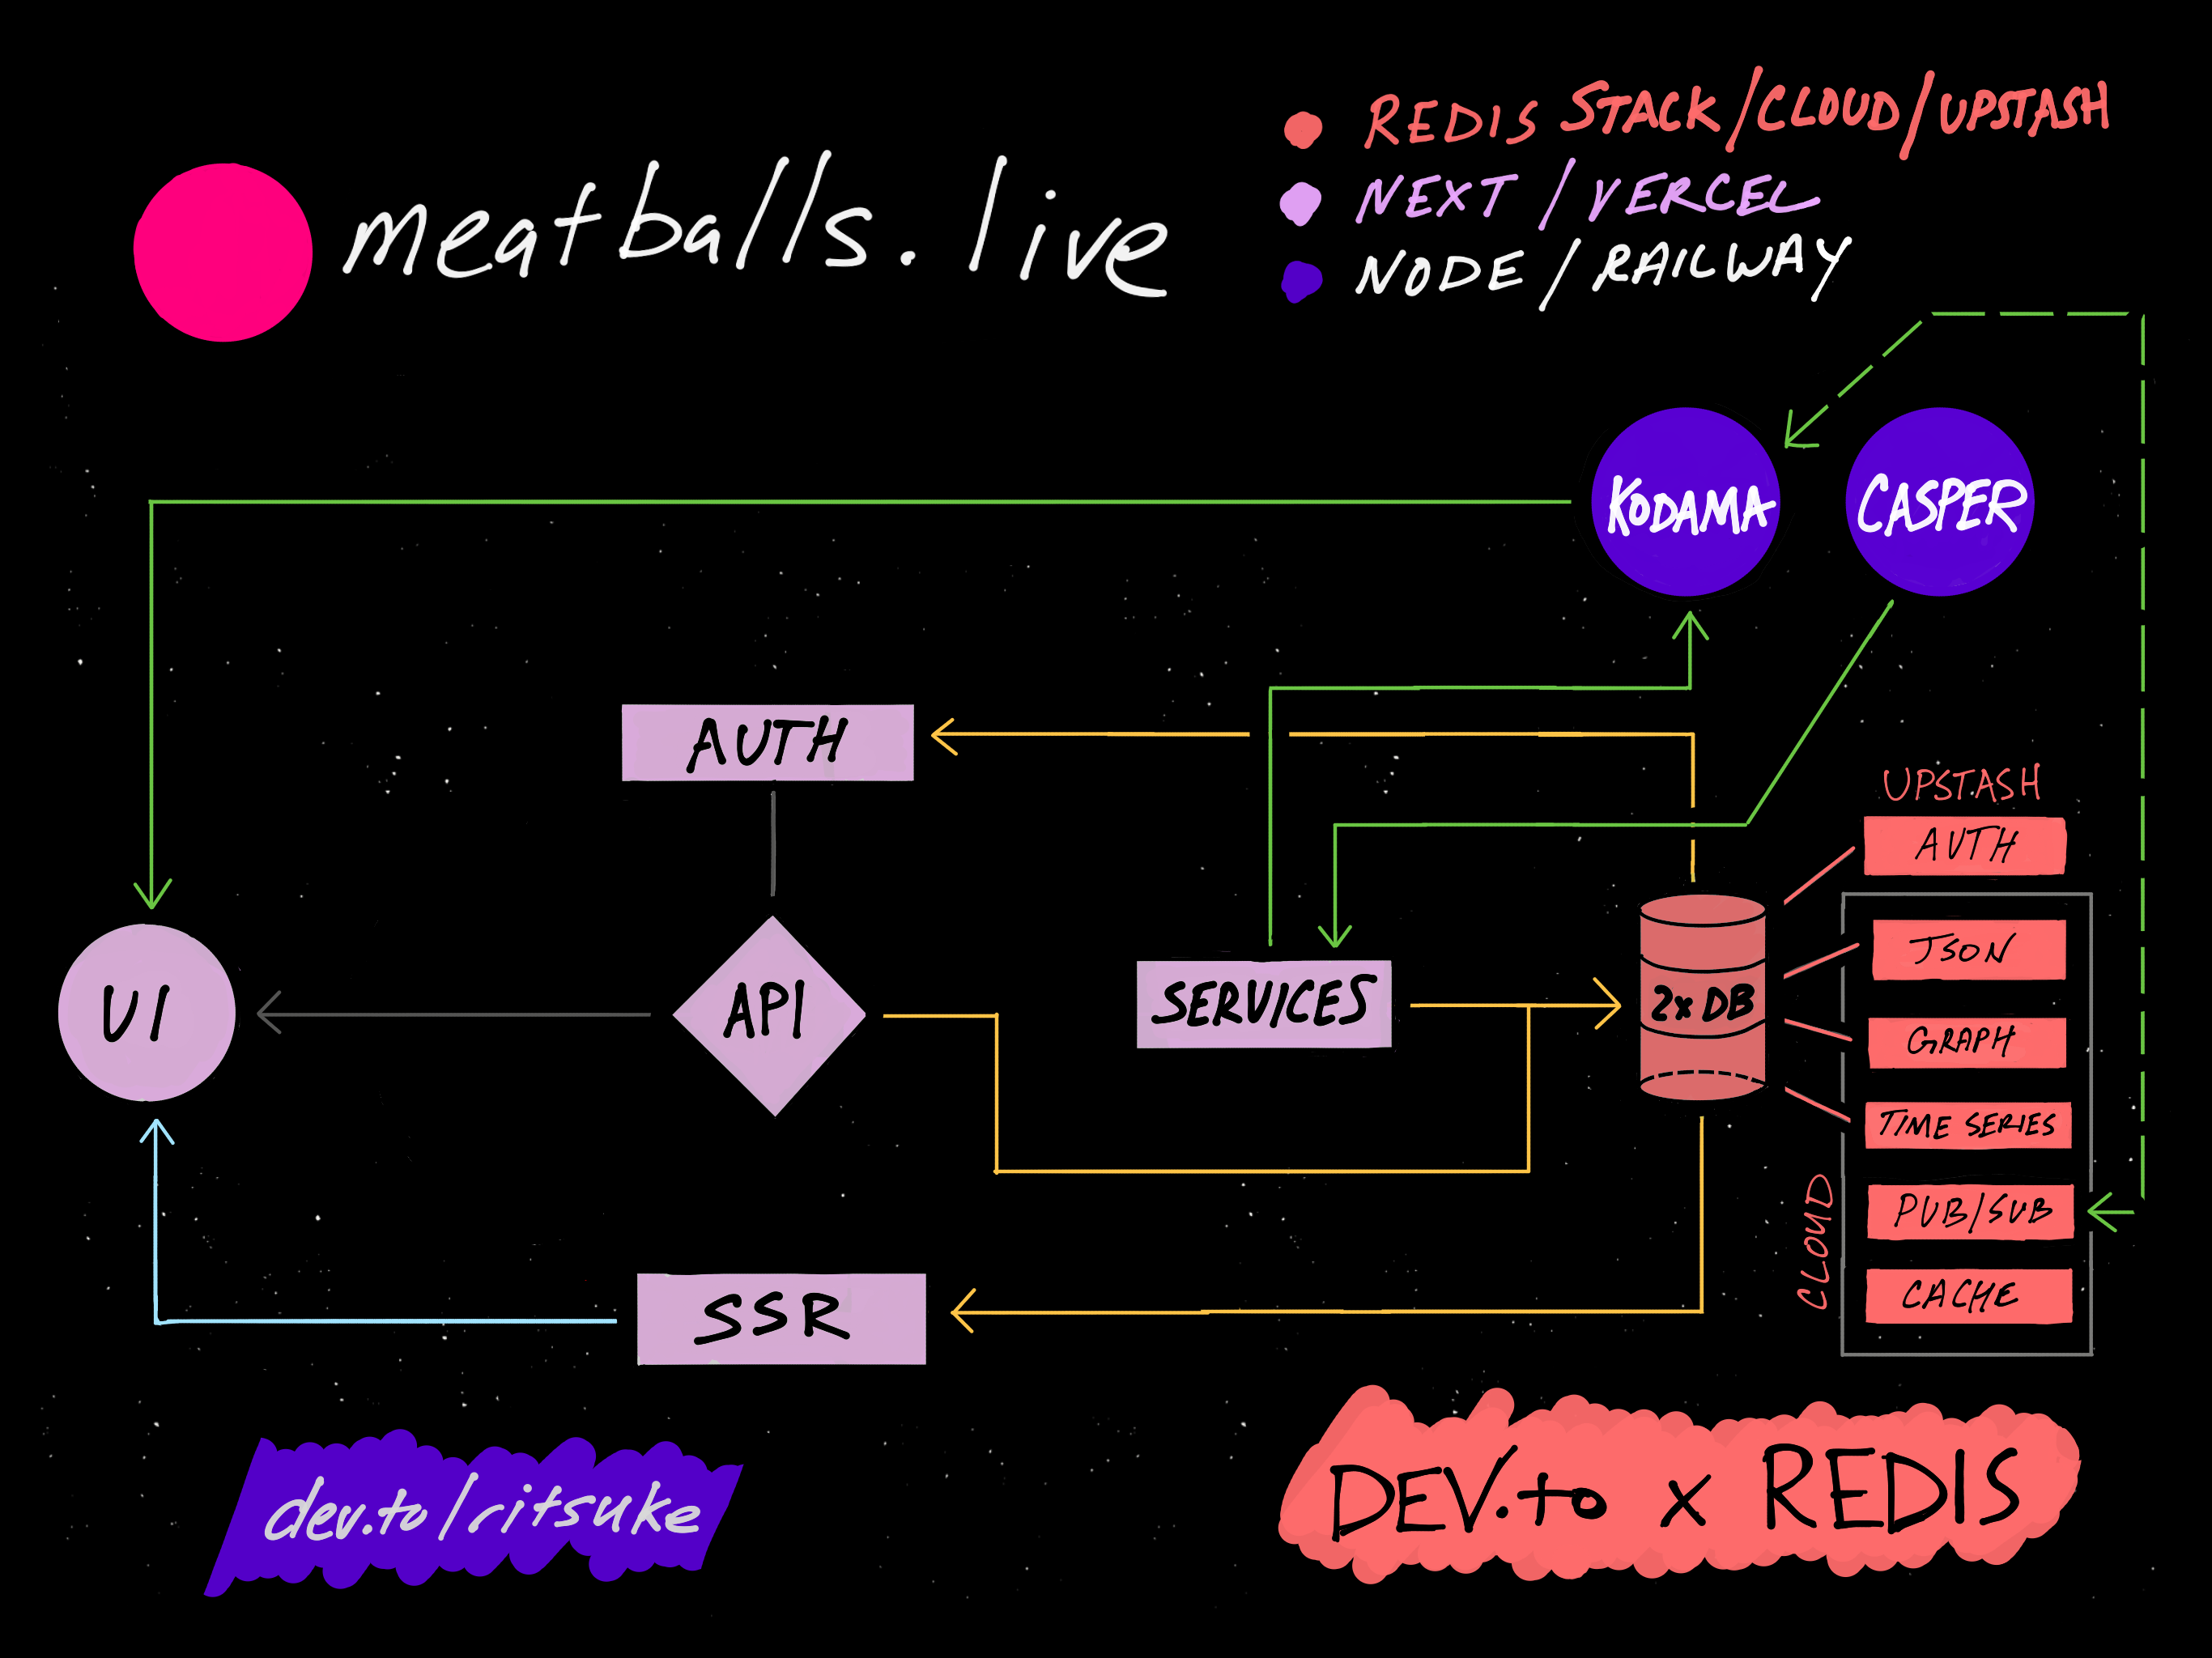 meatballs.live
REDIS STACK/CLOUD/UPSTASH
NEXT/VERCEL
NODE/RAILWAY
KODAMA
CASPER
AUTH
UPSTASH
AUTH
UI
API
SERVICES
2x DB
JSON
GRAPH
TIME SERIES
PUB/SUB
CACHE
CLOUD
SSR
dev.to/ritsuke
DEV.to x REDIS